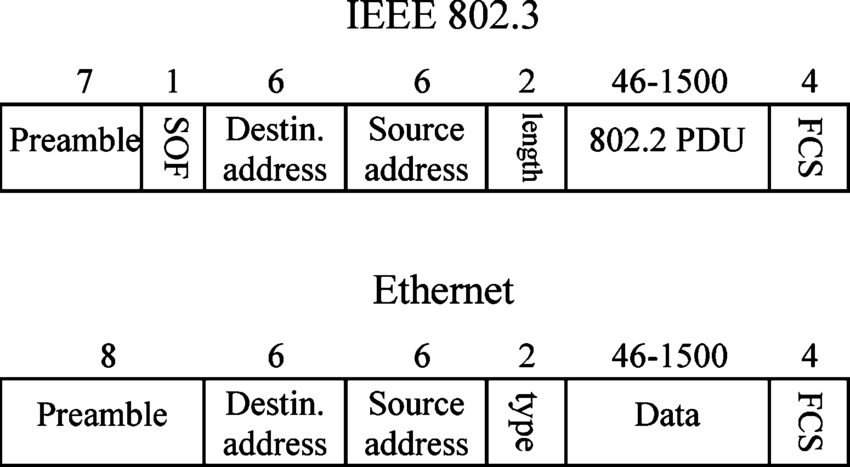 IEEE 802.3
7 1 6 6 2 46-1500 4
Preamble SOF Destin. address Source address length 802.2 PDU FCS
Ethernet
8 6 6 2 46-1500 4
Preamble Destin. address Source address type Data FCS